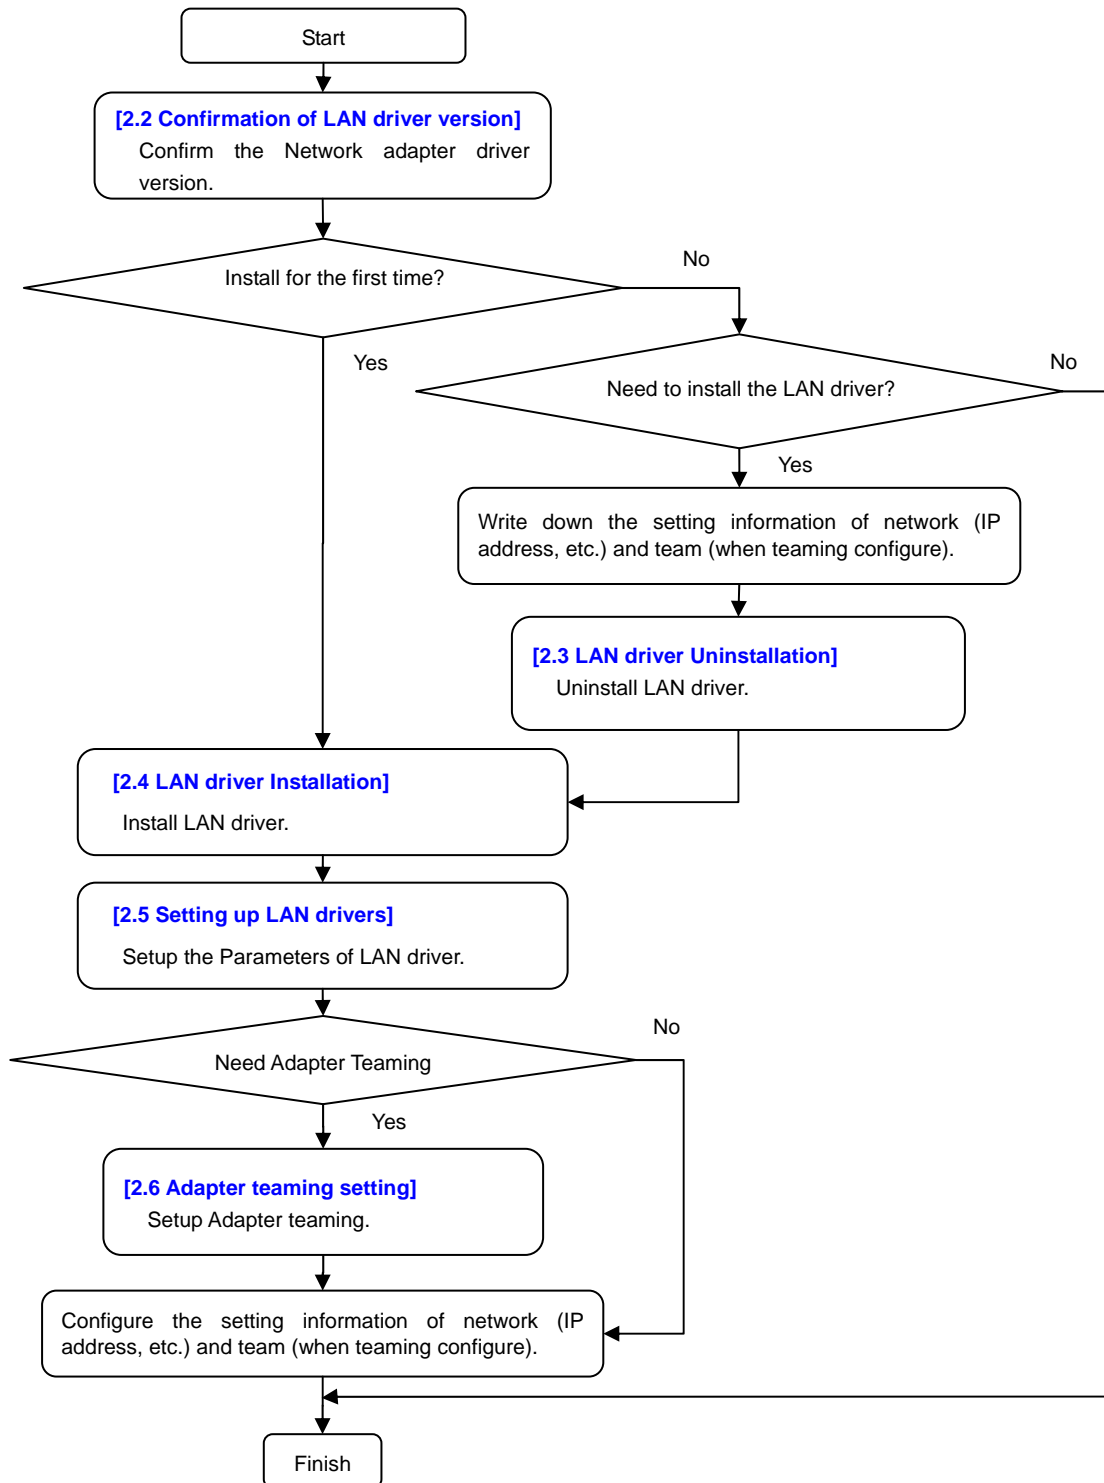 Start
[2.2 Confirmation of LAN driver version]
Confirm the Network adapter driver
version.
Install for the first time?
No
Yes
Need to install the LAN driver?
No
Yes
Write down the setting information of network (IP
address, etc.) and team (when teaming configure).
[2.3 LAN driver Uninstallation]
Uninstall LAN driver.
[2.4 LAN driver Installation]
Install LAN driver.
[2.5 Setting up LAN drivers]
Setup the Parameters of LAN driver.
Need Adapter Teaming
No
Yes
[2.6 Adapter teaming setting]
Setup Adapter teaming.
Configure the setting information of network (IP
address, etc.) and team (when teaming configure).
Finish